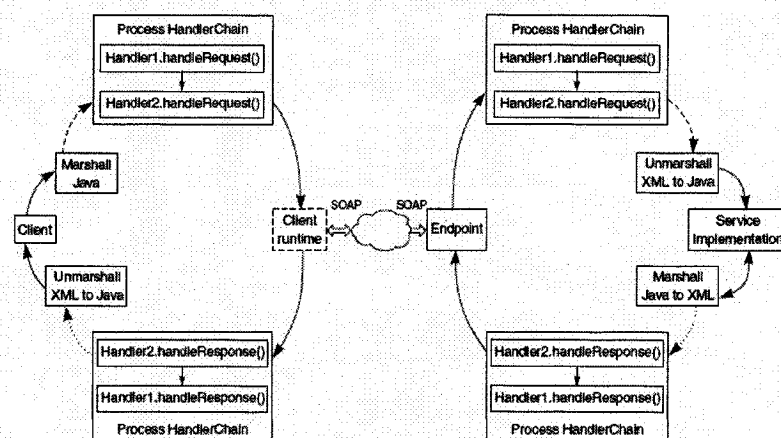 Process HandlerChain
Handler1.handleRequest()
Handler2.handleRequest()
Marshall
Java
Client
Unmarshall
XML to Java
Handler2.handleResponse()
Handler1.handleResponse()
Process HandlerChain
Client
runtime
SOAP
SOAP
Endpoint
Process HandlerChain
Handler1.handleRequest()
Handler2.handleRequest()
Unmarshall
XML to Java
Service
Implementation
Marshall
Java to XML
Handler2.handleResponse()
Handler1.handleResponse()
Process HandlerChain